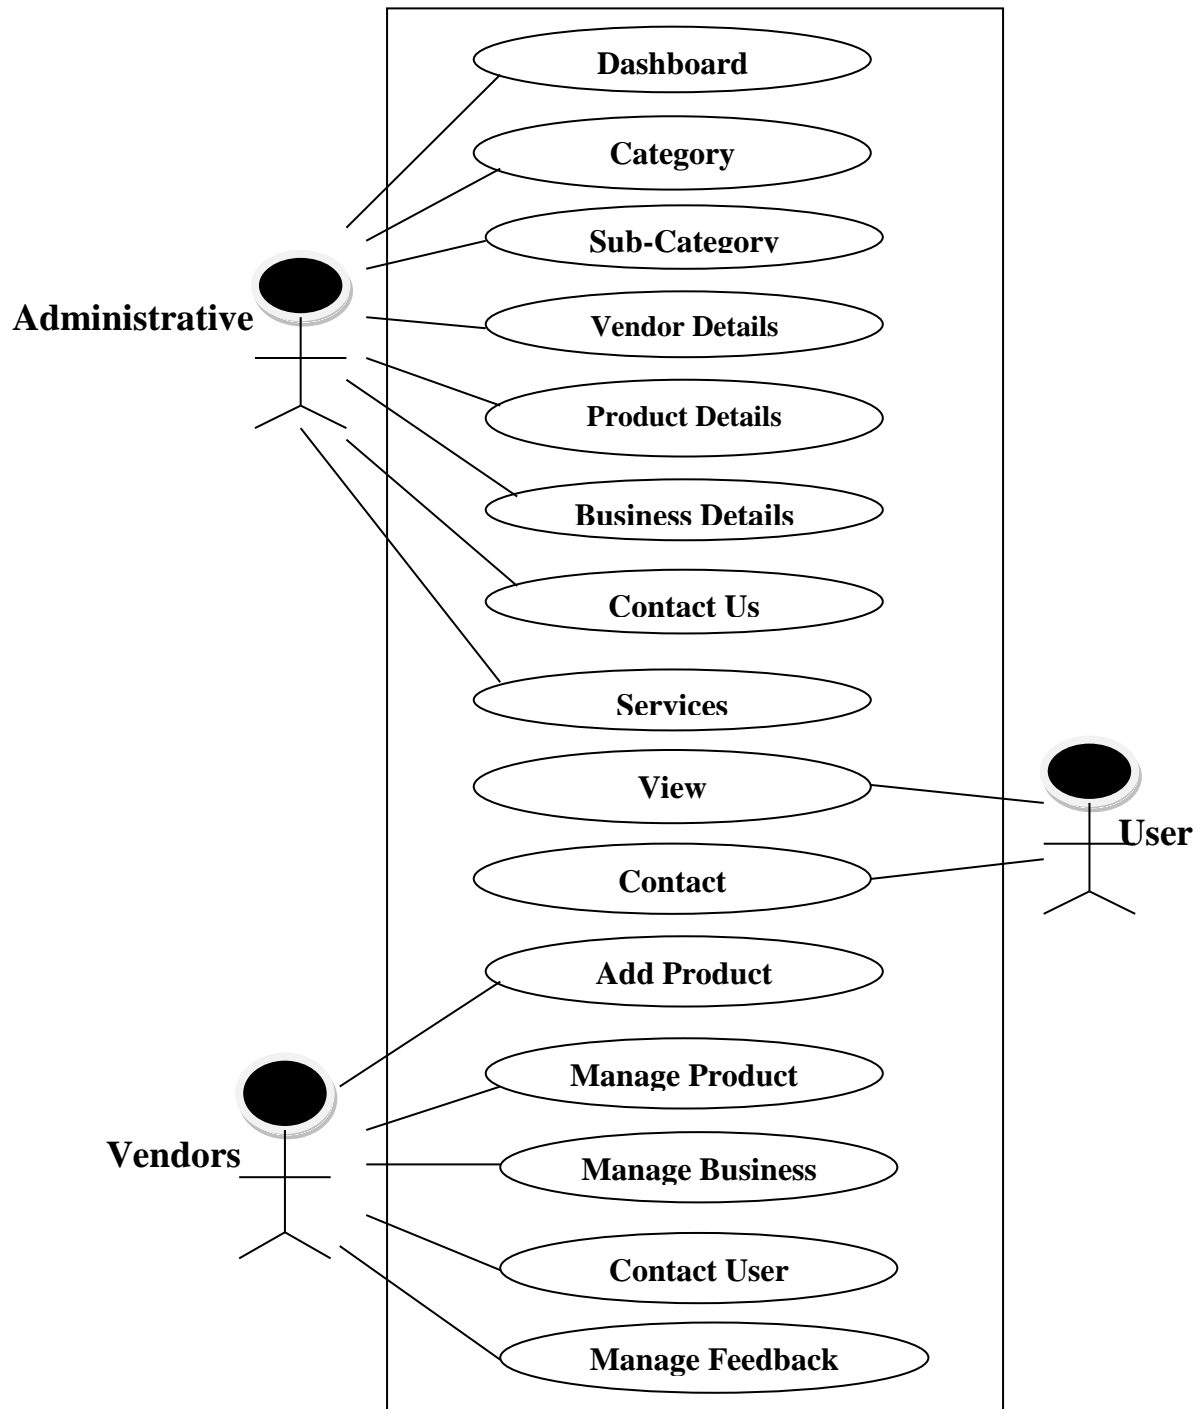 Dashboard
Category
Sub-Category
Administrative
Vendor Details
Product Details
Business Details
Contact Us
Services
View
User
Contact
Add Product
Manage Product
Vendors
Manage Business
Contact User
Manage Feedback